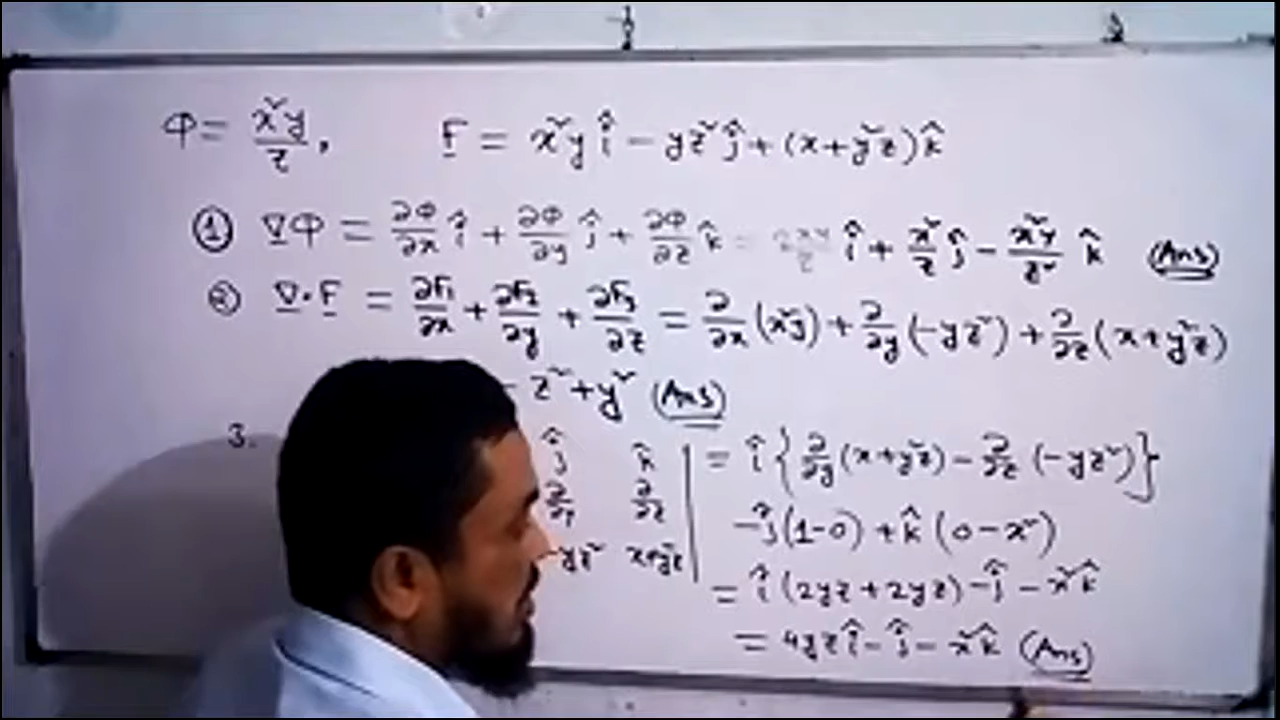 Φ = x²y/z, F = x²y î − yz² ĵ + (x+y²z) k̂
① ∇Φ = ∂Φ/∂x î + ∂Φ/∂y ĵ + ∂Φ/∂z k̂ = 2xy/z î + x²/z ĵ − x²y/z² k̂ (Ans)
② ∇·F = ∂F₁/∂x + ∂F₂/∂y + ∂F₃/∂z = ∂/∂x (x²y) + ∂/∂y (−yz²) + ∂/∂z (x+y²z)
− z² + y² (Ans)
3. ĵ k̂ | = î {∂/∂y (x+y²z) − ∂/∂z (−yz²)}
∂/∂y ∂/∂z
−ĵ(1−0) + k̂ (0−x²)
−yz² x+y²z
= î (2yz + 2yz) − ĵ − x² k̂
= 4yz î − ĵ − x² k̂ (Ans)